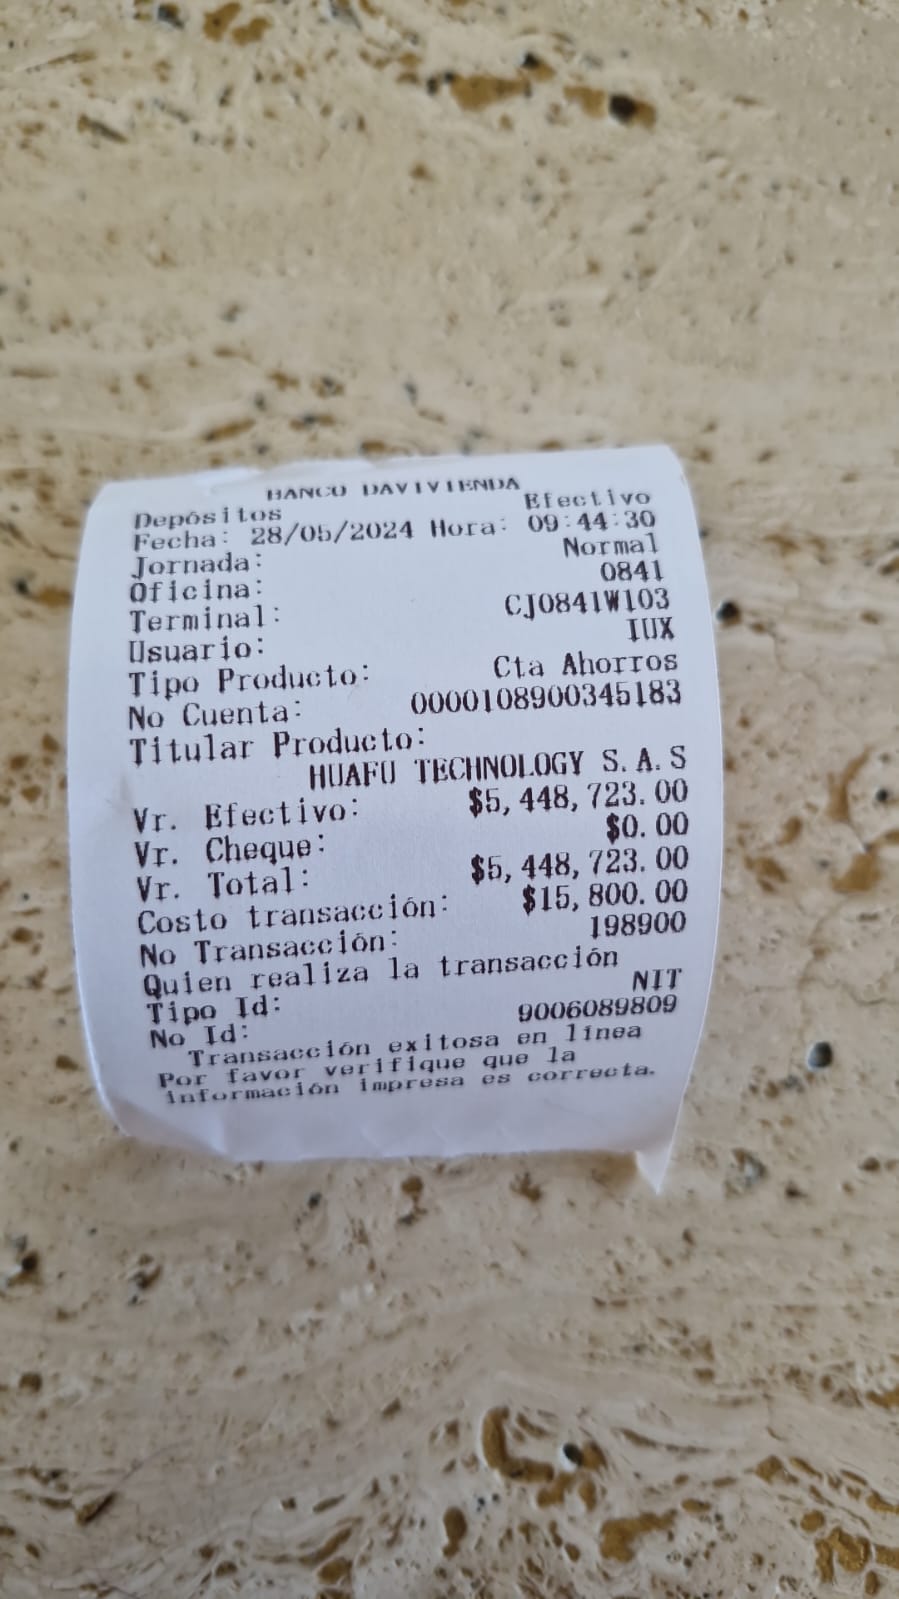 BANCO DAVIVIENDA
Depósitos Efectivo
Fecha: 28/05/2024 Hora: 09:44:30
Jornada: Normal
Oficina: 0841
Terminal: CJ0841W103
Usuario: IUX
Tipo Producto: Cta Ahorros
No Cuenta: 0000108900345183
Titular Producto:
HUAFU TECHNOLOGY S. A. S
Vr. Efectivo: $5,448,723.00
Vr. Cheque: $0.00
Vr. Total: $5,448,723.00
Costo transacción: $15,800.00
No Transacción: 198900
Quien realiza la transacción
Tipo Id: NIT
No Id: 9006089809
Transacción exitosa en línea
Por favor verifique que la
información impresa es correcta.